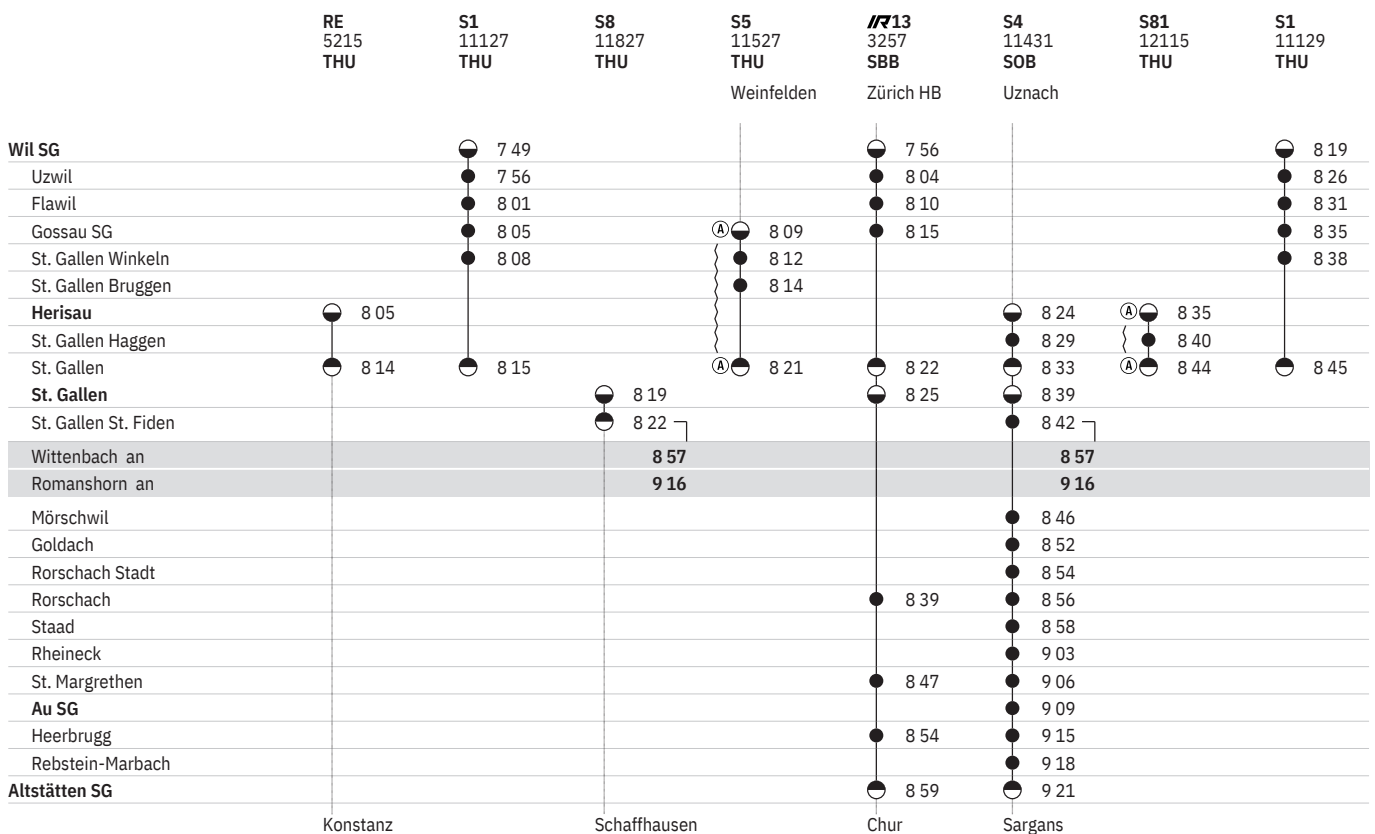 RE S1 S8 S5 IR13 S4 S81 S1
5215 11127 11827 11527 3257 11431 12115 11129
THU THU THU THU SBB SOB THU THU
Weinfelden Zürich HB Uznach
Wil SG 7 49 7 56 8 19
Uzwil 7 56 8 04 8 26
Flawil 8 01 8 10 8 31
Gossau SG 8 05 A 8 09 8 15 8 35
St. Gallen Winkeln 8 08 8 12 8 38
St. Gallen Bruggen 8 14
Herisau 8 05 8 24 A 8 35
St. Gallen Haggen 8 29 8 40
St. Gallen 8 14 8 15 A 8 21 8 22 8 33 A 8 44 8 45
St. Gallen 8 19 8 25 8 39
St. Gallen St. Fiden 8 22 8 42
Wittenbach an 8 57 8 57
Romanshorn an 9 16 9 16
Mörschwil 8 46
Goldach 8 52
Rorschach Stadt 8 54
Rorschach 8 39 8 56
Staad 8 58
Rheineck 9 03
St. Margrethen 8 47 9 06
Au SG 9 09
Heerbrugg 8 54 9 15
Rebstein-Marbach 9 18
Altstätten SG 8 59 9 21
Konstanz Schaffhausen Chur Sargans